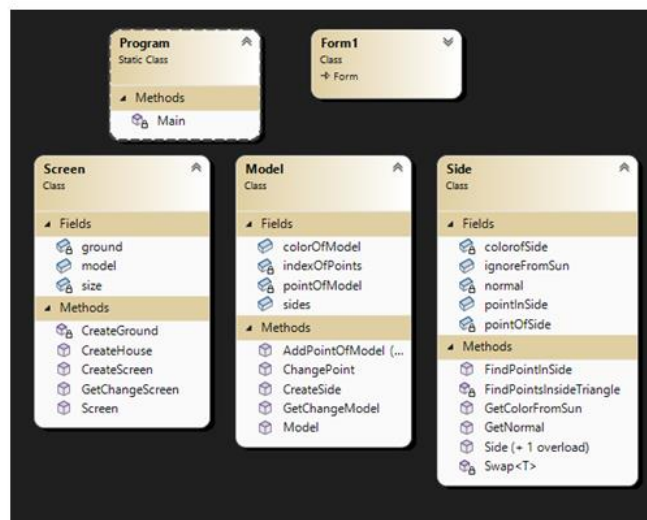 Program
Static Class
Methods
Main
Form1
Class
Form
Screen
Class
Fields
ground
model
size
Methods
CreateGround
CreateHouse
CreateScreen
GetChangeScreen
Screen
Model
Class
Fields
colorOfModel
indexOfPoints
pointOfModel
sides
Methods
AddPointOfModel (...
ChangePoint
CreateSide
GetChangeModel
Model
Side
Class
Fields
colorofSide
ignoreFromSun
normal
pointInSide
pointOfSide
Methods
FindPointInSide
FindPointsInsideTriangle
GetColorFromSun
GetNormal
Side (+ 1 overload)
Swap<T>